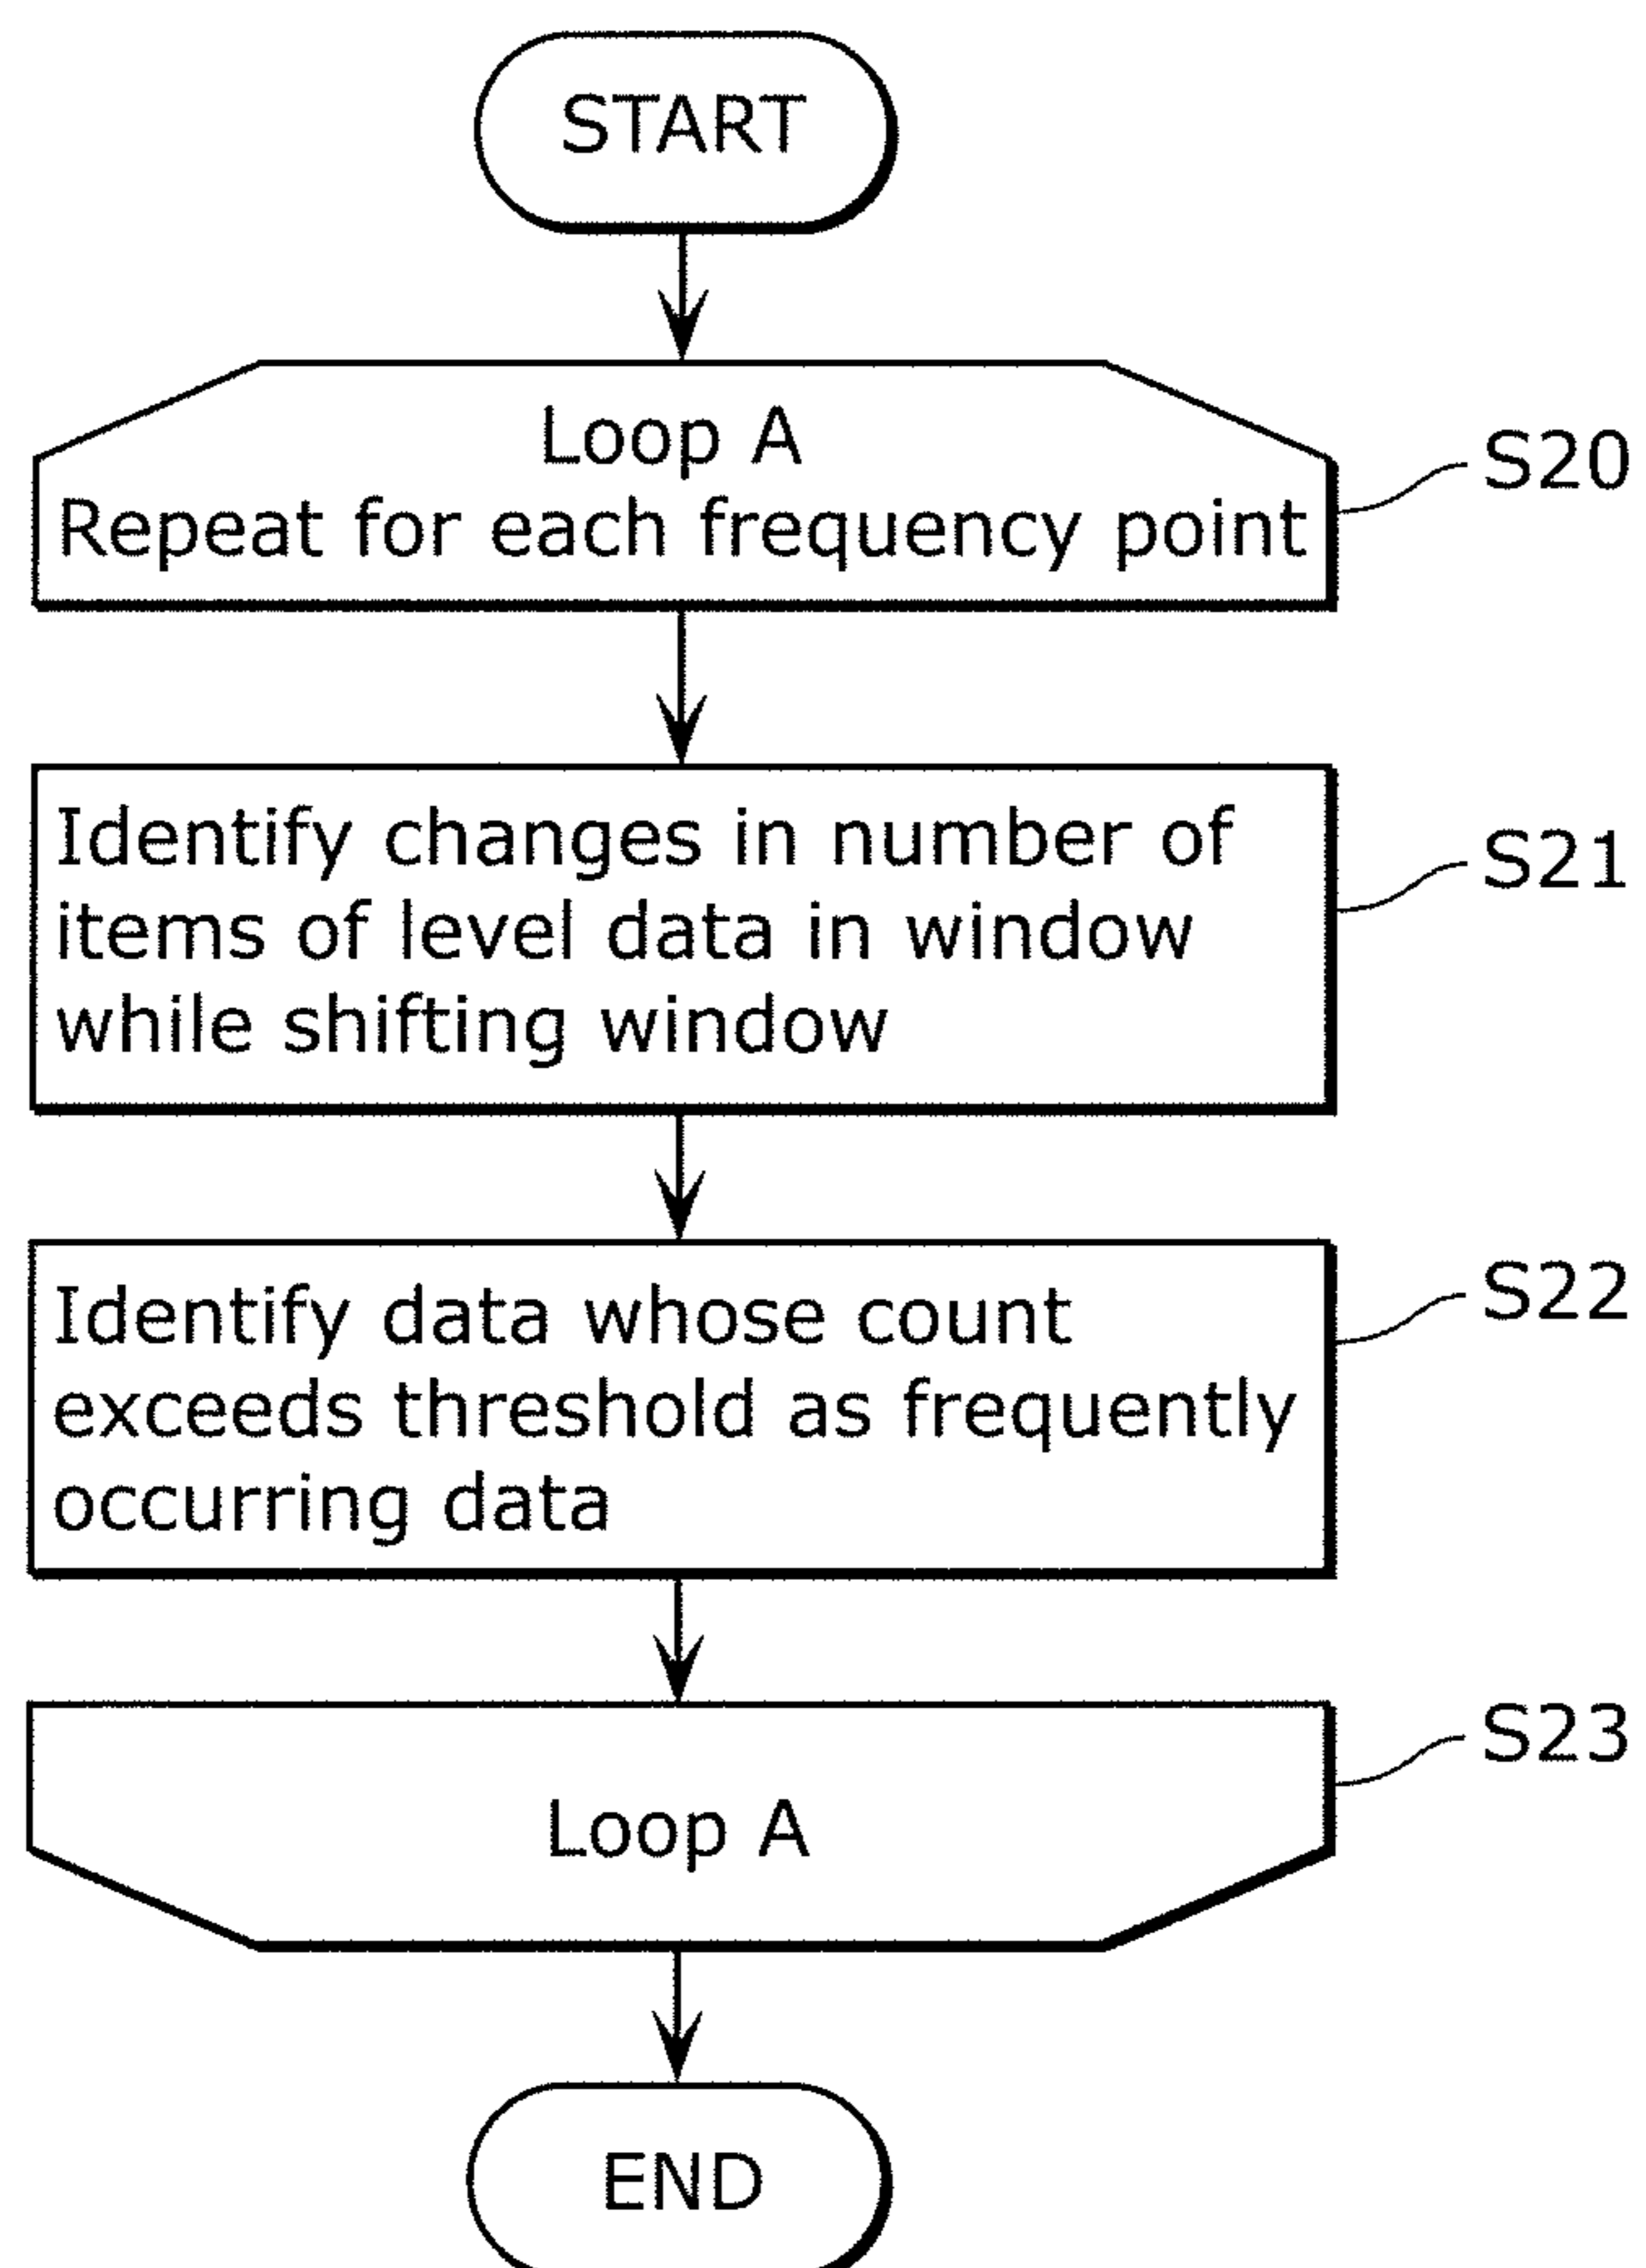 START
Loop A
Repeat for each frequency point
S20
Identify changes in number of
items of level data in window
while shifting window
S21
Identify data whose count
exceeds threshold as frequently
occurring data
S22
Loop A
S23
END